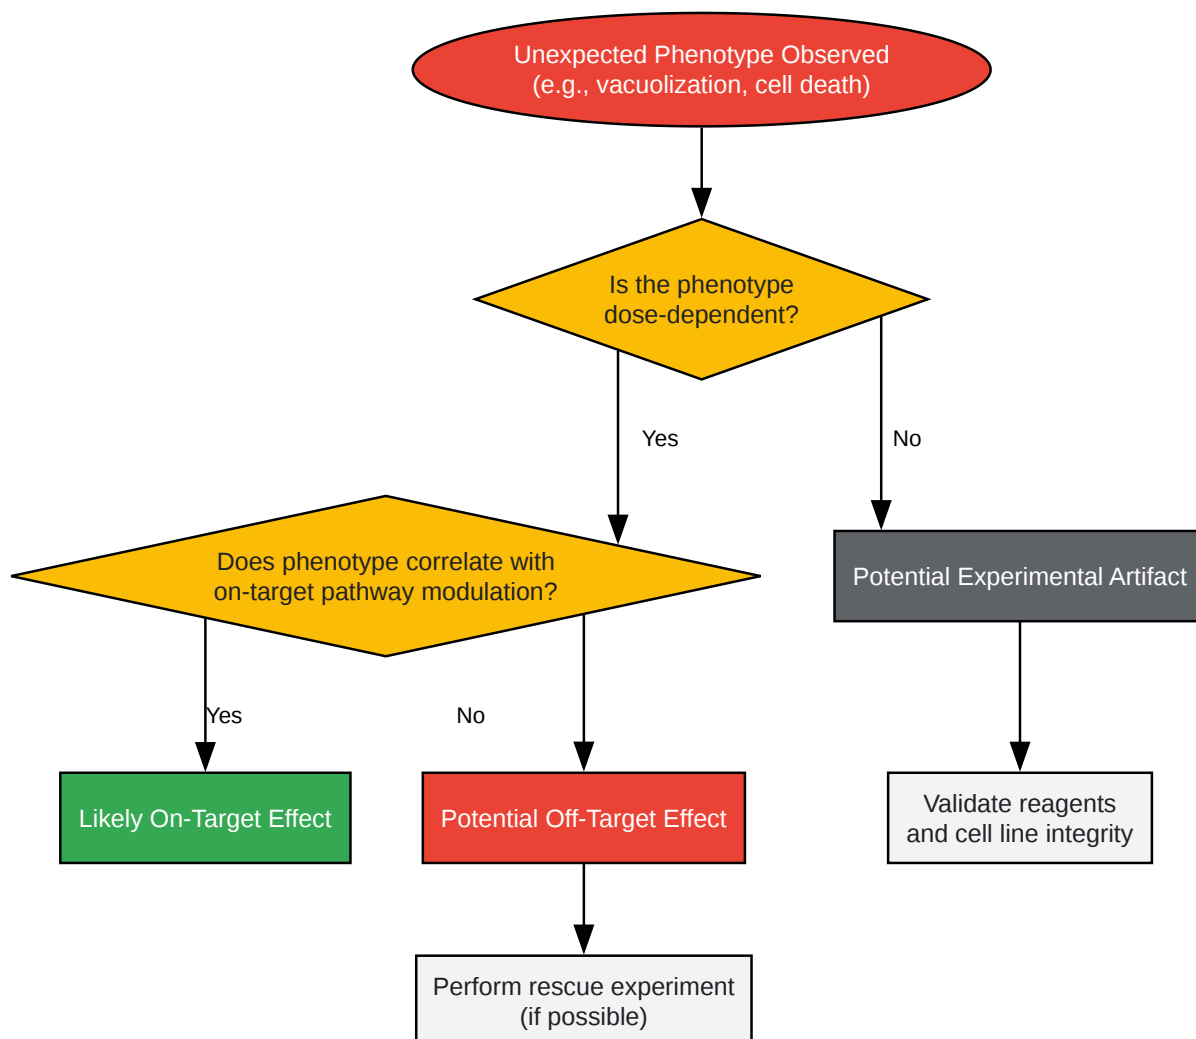 Unexpected Phenotype Observed
(e.g., vacuolization, cell death)
Is the phenotype
dose-dependent?
Yes
No
Does phenotype correlate with
on-target pathway modulation?
Potential Experimental Artifact
Yes
No
Likely On-Target Effect
Potential Off-Target Effect
Validate reagents
and cell line integrity
Perform rescue experiment
(if possible)